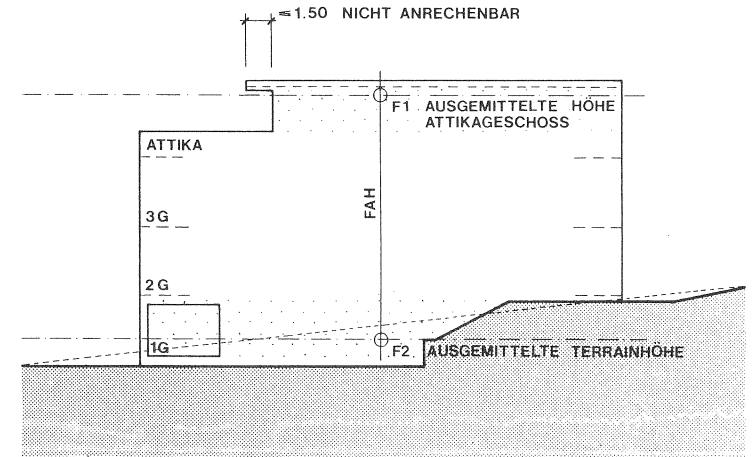 ≤1.50 NICHT ANRECHENBAR
F1 AUSGEMITTELTE HÖHE
ATTIKAGESCHOSS
ATTIKA
FAH
3G
2G
1G
F2. AUSGEMITTELTE TERRAINHÖHE